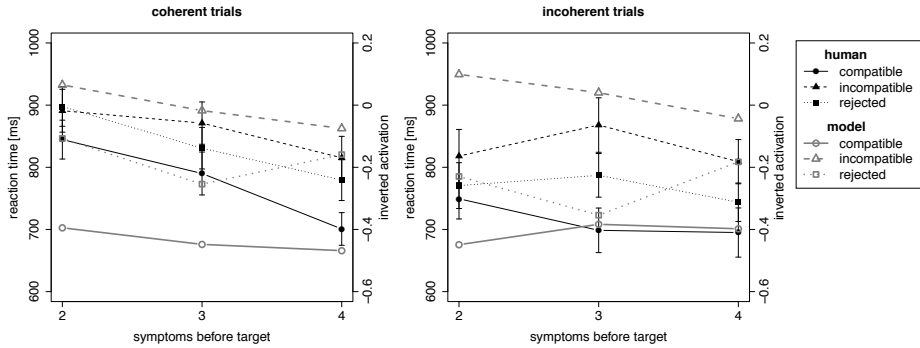 coherent trials
reaction time [ms]
1000
900
800
700
600
0.2
0
−0.2
−0.4
−0.6
inverted activation
2
3
4
symptoms before target
incoherent trials
reaction time [ms]
1000
900
800
700
600
0.2
0
−0.2
−0.4
−0.6
inverted activation
2
3
4
symptoms before target
human
compatible
incompatible
rejected
model
compatible
incompatible
rejected